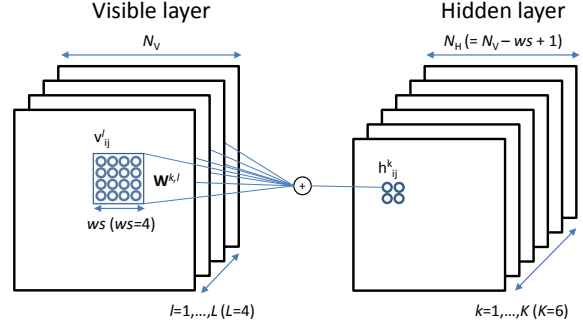 Visible layer
Hidden layer
N_V
N_H (= N_V – ws + 1)
v^l_ij
W^k,l
+
h^k_ij
ws (ws=4)
l=1,...,L (L=4)
k=1,...,K (K=6)